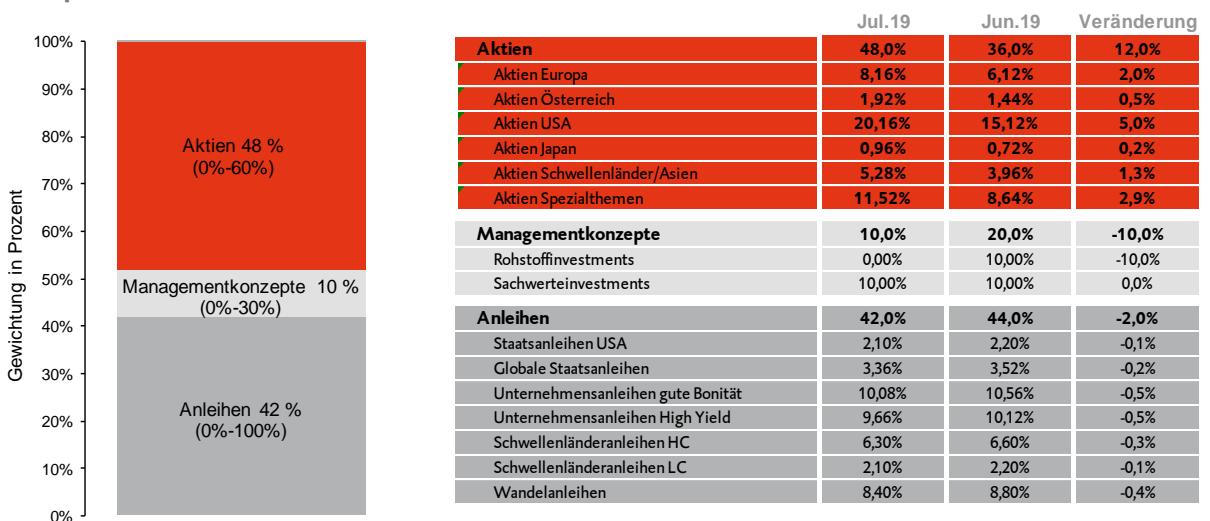 Gewichtung in Prozent
100%
90%
80%
70%
60%
50%
40%
30%
20%
10%
0%
Aktien 48 %
(0%-60%)
Managementkonzepte 10 %
(0%-30%)
Anleihen 42 %
(0%-100%)
Jul.19 Jun.19 Veränderung
Aktien 48,0% 36,0% 12,0%
Aktien Europa 8,16% 6,12% 2,0%
Aktien Österreich 1,92% 1,44% 0,5%
Aktien USA 20,16% 15,12% 5,0%
Aktien Japan 0,96% 0,72% 0,2%
Aktien Schwellenländer/Asien 5,28% 3,96% 1,3%
Aktien Spezialthemen 11,52% 8,64% 2,9%
Managementkonzepte 10,0% 20,0% -10,0%
Rohstoffinvestments 0,00% 10,00% -10,0%
Sachwerteinvestments 10,00% 10,00% 0,0%
Anleihen 42,0% 44,0% -2,0%
Staatsanleihen USA 2,10% 2,20% -0,1%
Globale Staatsanleihen 3,36% 3,52% -0,2%
Unternehmensanleihen gute Bonität 10,08% 10,56% -0,5%
Unternehmensanleihen High Yield 9,66% 10,12% -0,5%
Schwellenländeranleihen HC 6,30% 6,60% -0,3%
Schwellenländeranleihen LC 2,10% 2,20% -0,1%
Wandelanleihen 8,40% 8,80% -0,4%